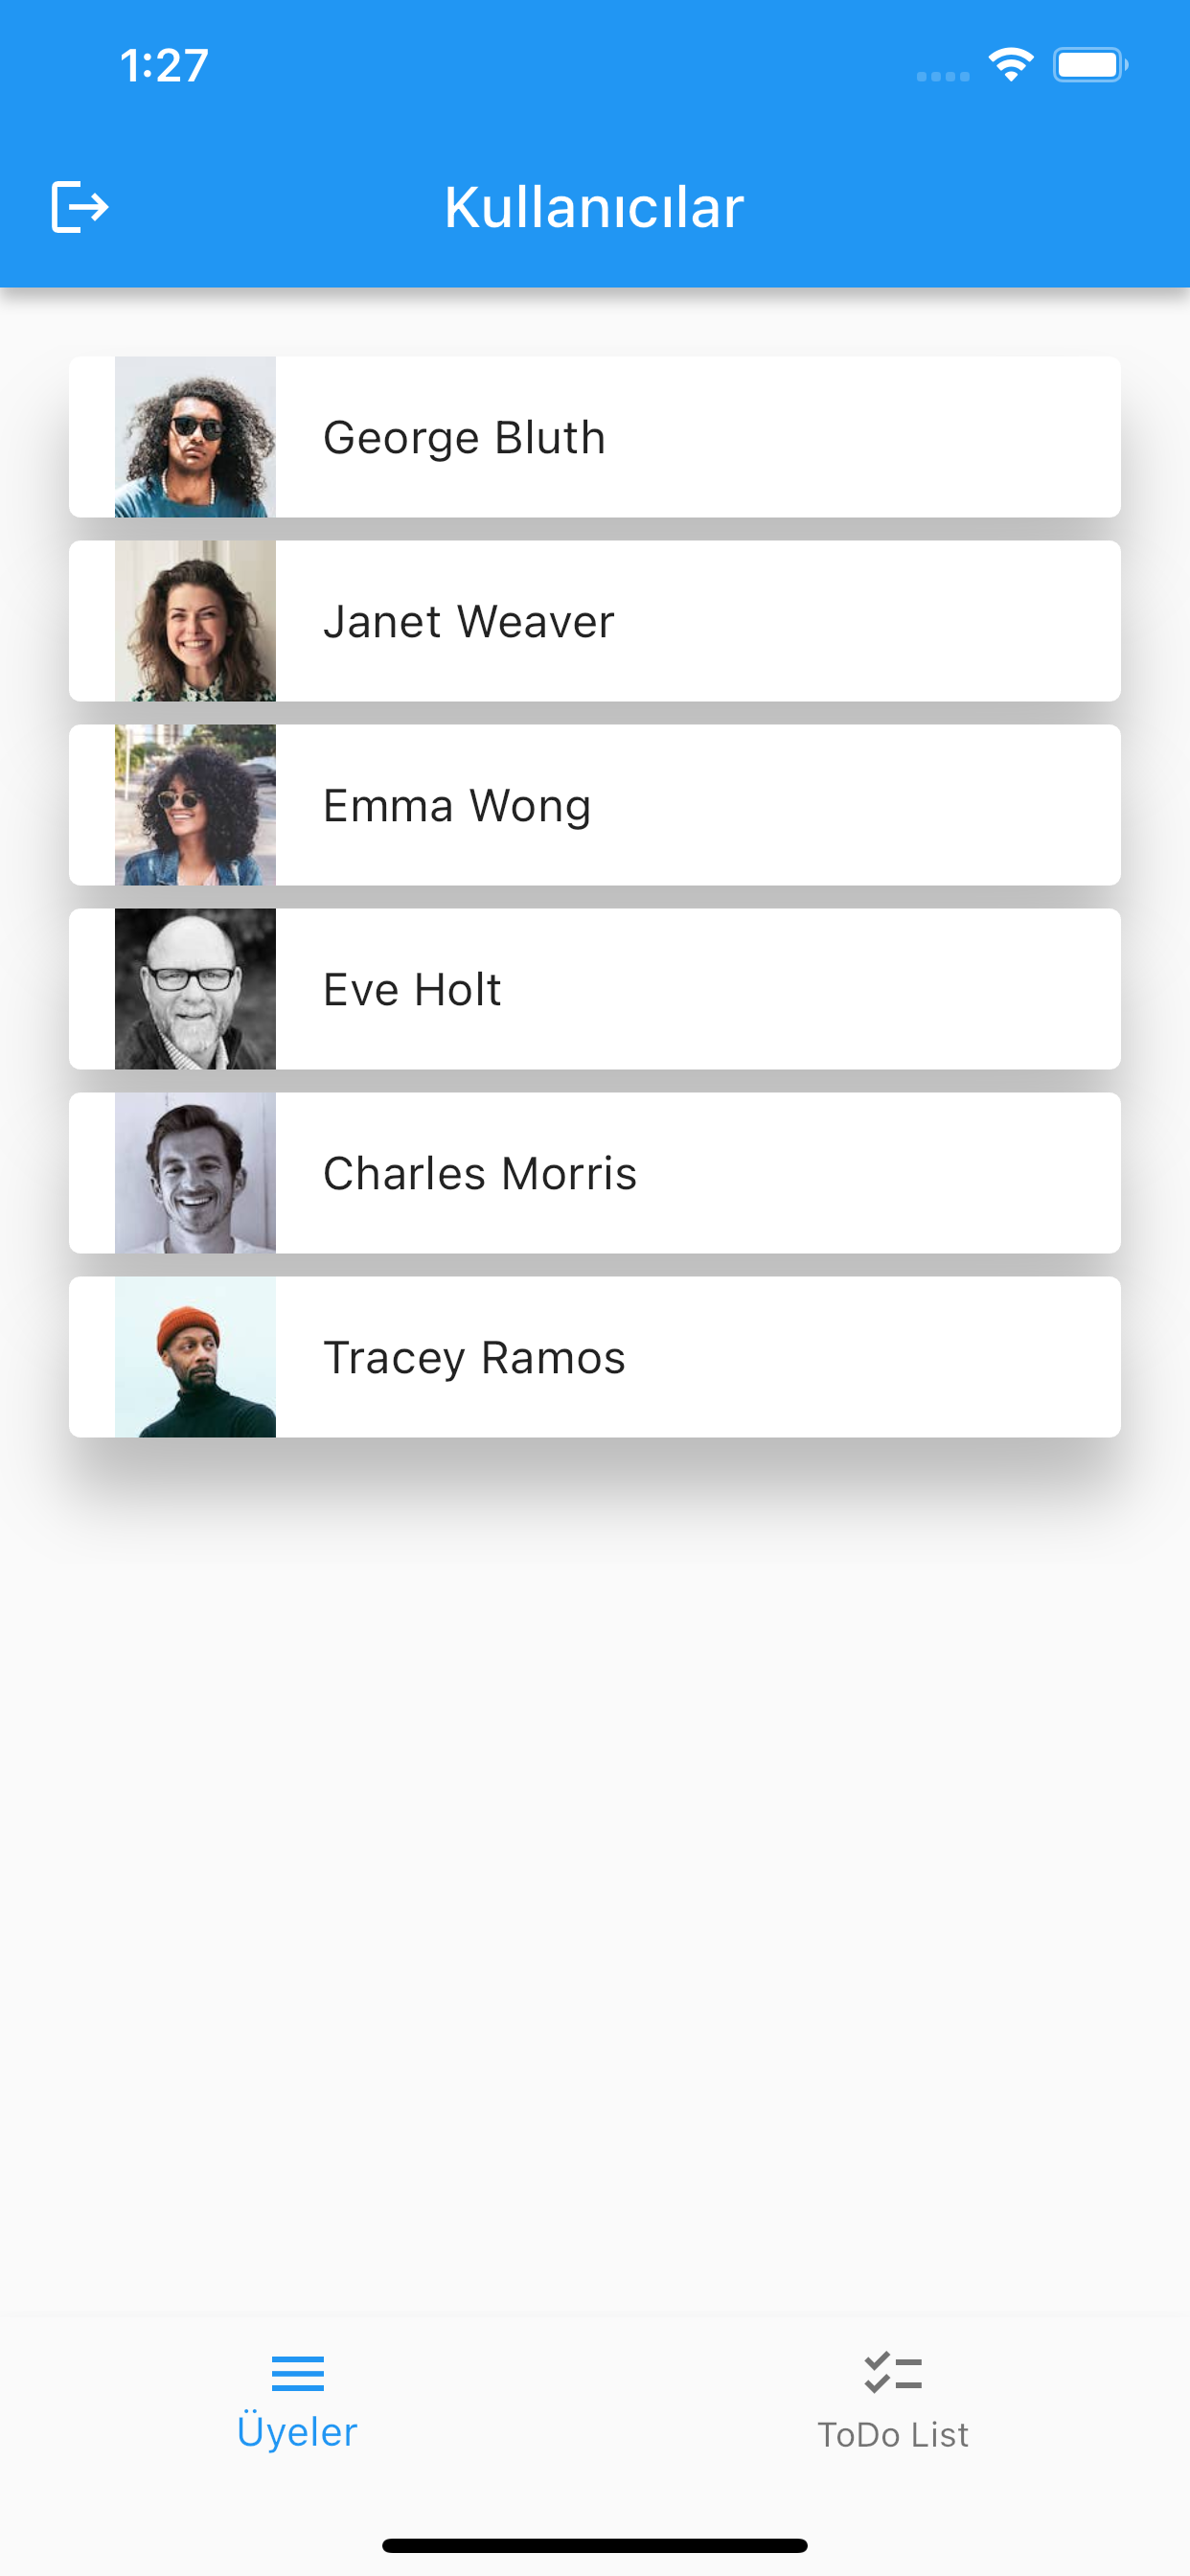 1:27
Kullanıcılar
George Bluth
Janet Weaver
Emma Wong
Eve Holt
Charles Morris
Tracey Ramos
Üyeler
ToDo List